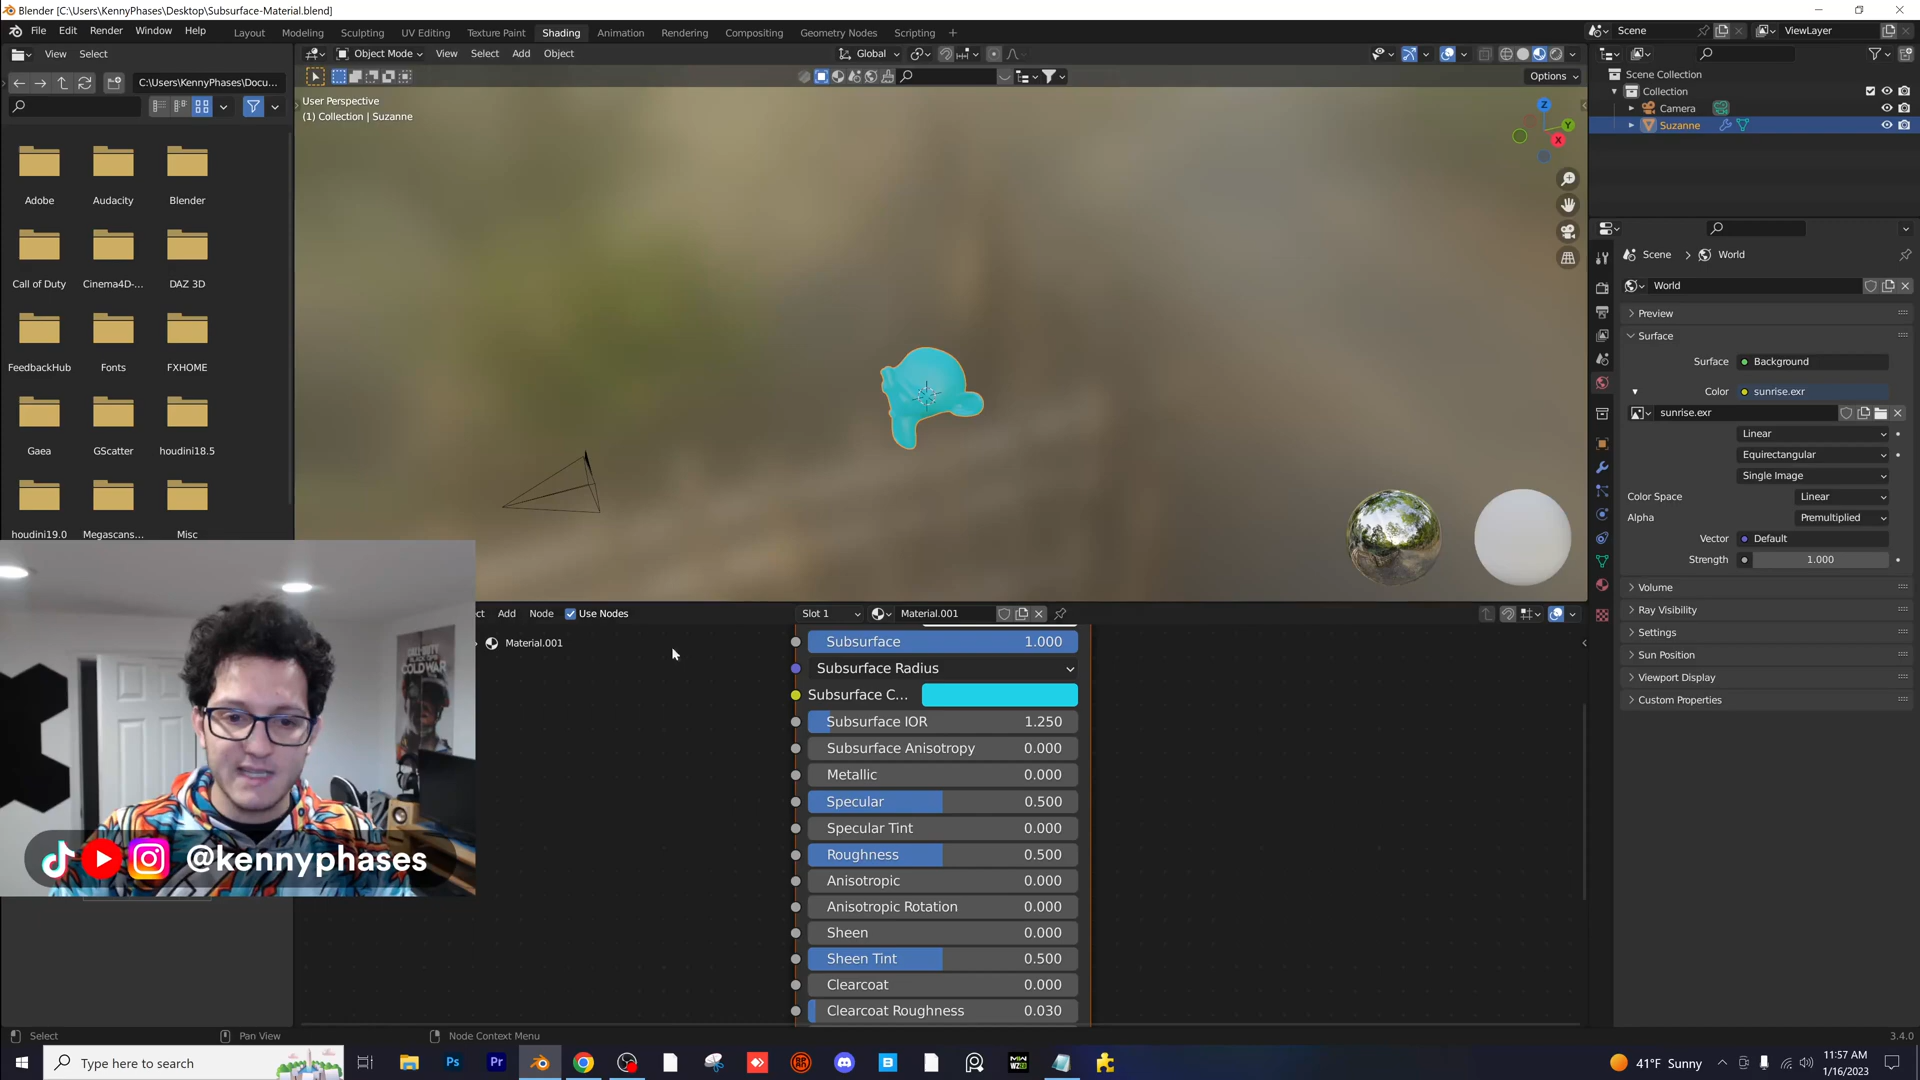 Blender [C:\Users\KennyPhases\Desktop\Subsurface-Material.blend]
File Edit Render Window Help Layout Modeling Sculpting UV Editing Texture Paint Shading Animation Rendering Compositing Geometry Nodes Scripting + Scene ViewLayer
View Select Object Mode View Select Add Object Global
C:\Users\KennyPhases\Docu... Options
User Perspective
(1) Collection | Suzanne
Scene Collection
Collection
Camera
Suzanne
Z
Y
X
Adobe Audacity Blender
Call of Duty Cinema4D-... DAZ 3D
FeedbackHub Fonts FXHOME
Gaea GScatter houdini18.5
houdini19.0 Megascans... Misc
Scene > World
World
Preview
Surface
Surface Background
Color sunrise.exr
sunrise.exr
Linear
Equirectangular
Single Image
Color Space Linear
Alpha Premultiplied
Vector Default
Strength 1.000
Volume
Ray Visibility
Settings
Sun Position
Viewport Display
Custom Properties
ct Add Node Use Nodes Slot 1 Material.001
Material.001
Subsurface 1.000
Subsurface Radius
Subsurface C...
Subsurface IOR 1.250
Subsurface Anisotropy 0.000
Metallic 0.000
Specular 0.500
Specular Tint 0.000
Roughness 0.500
Anisotropic 0.000
Anisotropic Rotation 0.000
Sheen 0.000
Sheen Tint 0.500
Clearcoat 0.000
Clearcoat Roughness 0.030
CALL OF DUTY
COLD WAR
@kennyphases
Select Pan View Node Context Menu 3.4.0
Type here to search Ps Pr B 41°F Sunny 11:57 AM
1/16/2023